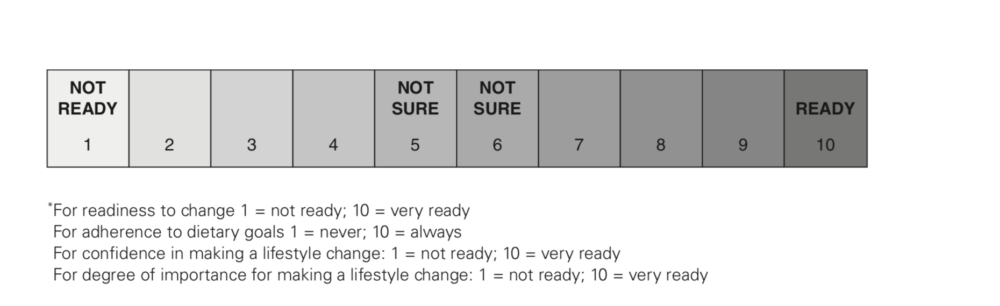 NOT NOT NOT
READY SURE SURE READY
1 2 3 4 5 6 7 8 9 10
*For readiness to change 1 = not ready; 10 = very ready
For adherence to dietary goals 1 = never; 10 = always
For confidence in making a lifestyle change: 1 = not ready; 10 = very ready
For degree of importance for making a lifestyle change: 1 = not ready; 10 = very ready